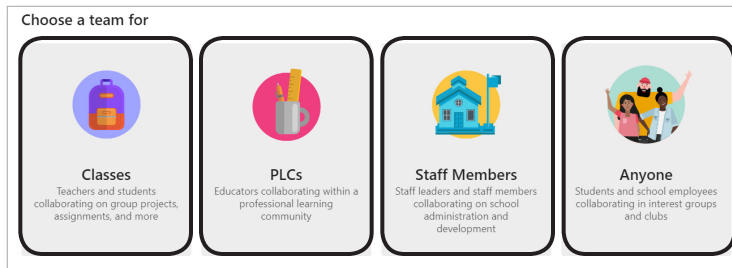 Choose a team for
Classes
Teachers and students
collaborating on group projects,
assignments, and more
PLCs
Educators collaborating within a
professional learning
community
Staff Members
Staff leaders and staff members
collaborating on school
administration and
development
Anyone
Students and school employees
collaborating in interest groups
and clubs